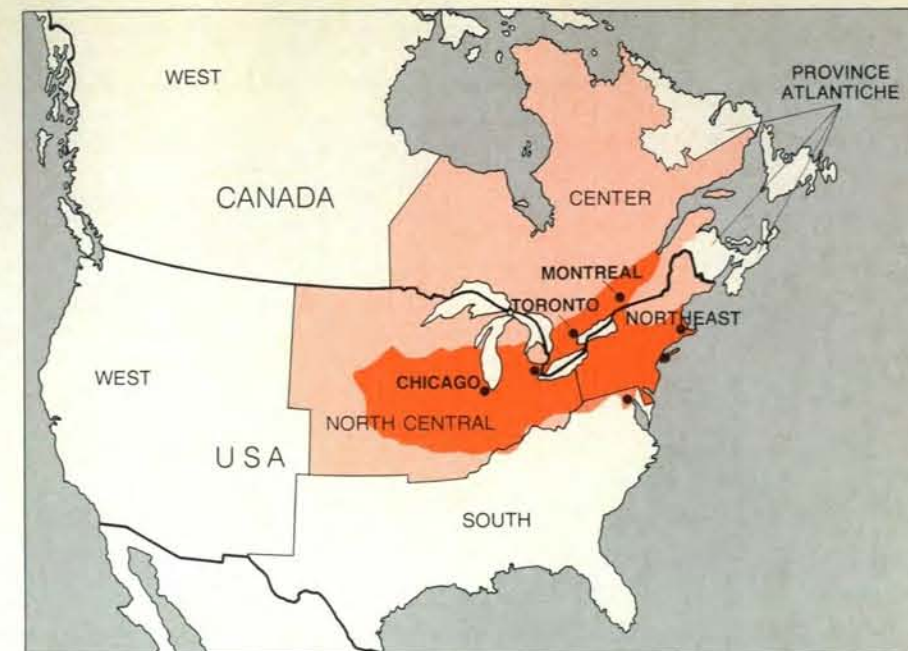 WEST
PROVINCE
ATLANTICHE
CANADA
CENTER
MONTREAL
TORONTO
NORTHEAST
WEST
CHICAGO
NORTH CENTRAL
USA
SOUTH